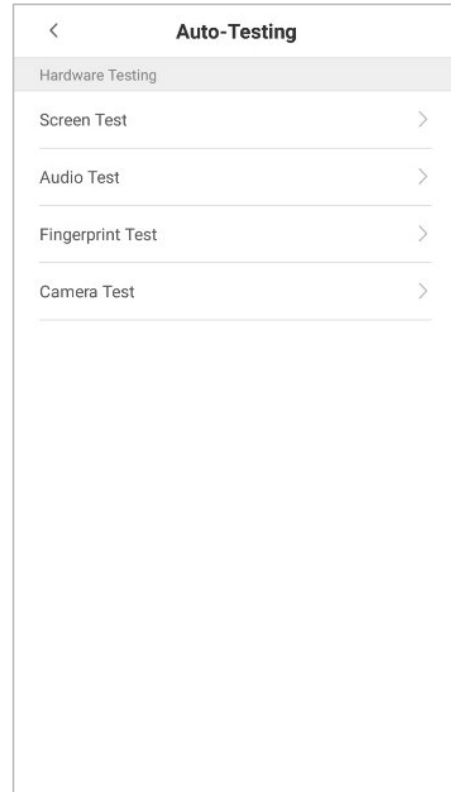 Auto-Testing
Hardware Testing
Screen Test
Audio Test
Fingerprint Test
Camera Test